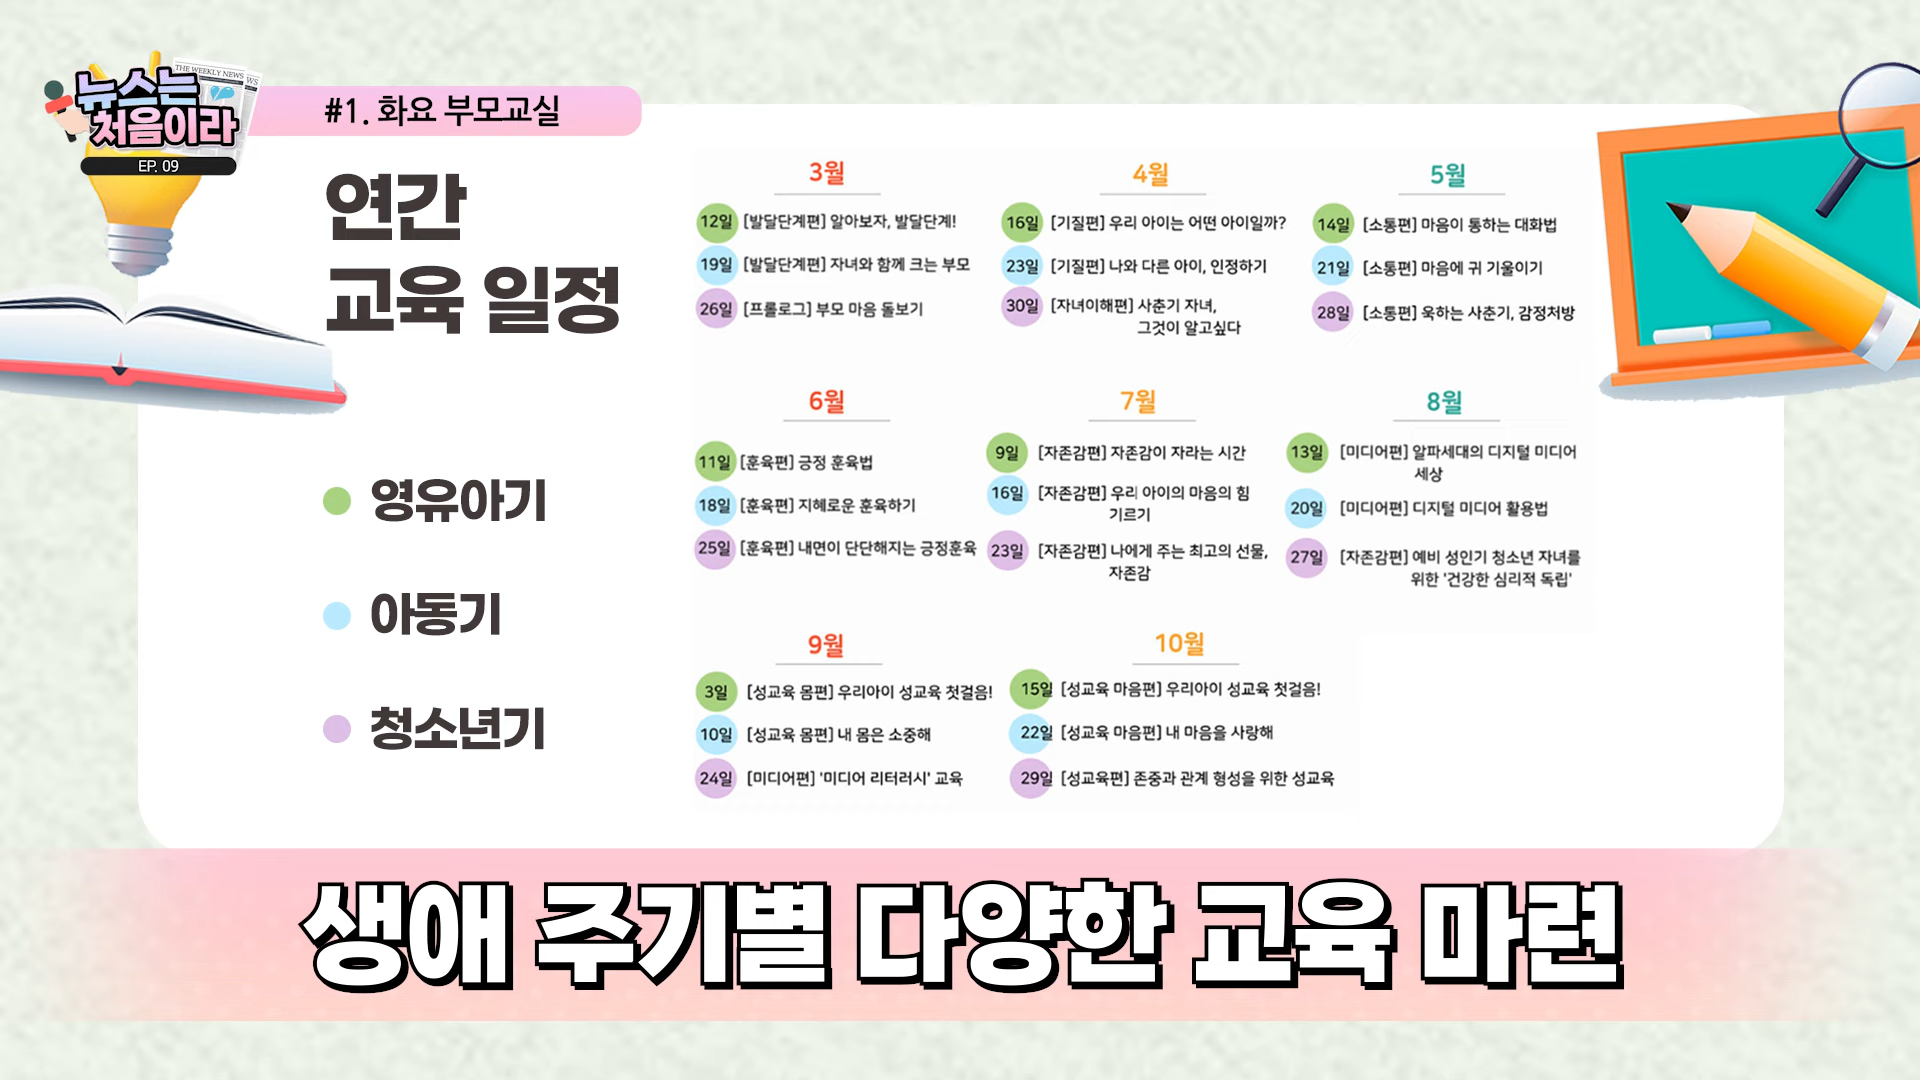 THE WEEKLY NEWS
WS
뉴스는
처음이라
EP. 09
#1. 화요 부모교실
연간
교육 일정
영유아기
아동기
청소년기
3월
12일 [발달단계편] 알아보자, 발달단계!
19일 [발달단계편] 자녀와 함께 크는 부모
26일 [프롤로그] 부모 마음 돌보기
4월
16일 [기질편] 우리 아이는 어떤 아이일까?
23일 [기질편] 나와 다른 아이, 인정하기
30일 [자녀이해편] 사춘기 자녀,
그것이 알고싶다
5월
14일 [소통편] 마음이 통하는 대화법
21일 [소통편] 마음에 귀 기울이기
28일 [소통편] 욱하는 사춘기, 감정처방
6월
11일 [훈육편] 긍정 훈육법
18일 [훈육편] 지혜로운 훈육하기
25일 [훈육편] 내면이 단단해지는 긍정훈육
7월
9일 [자존감편] 자존감이 자라는 시간
16일 [자존감편] 우리 아이의 마음의 힘
기르기
23일 [자존감편] 나에게 주는 최고의 선물,
자존감
8월
13일 [미디어편] 알파세대의 디지털 미디어
세상
20일 [미디어편] 디지털 미디어 활용법
27일 [자존감편] 예비 성인기 청소년 자녀를
위한 '건강한 심리적 독립'
9월
3일 [성교육 몸편] 우리아이 성교육 첫걸음!
10일 [성교육 몸편] 내 몸은 소중해
24일 [미디어편] '미디어 리터러시' 교육
10월
15일 [성교육 마음편] 우리아이 성교육 첫걸음!
22일 [성교육 마음편] 내 마음을 사랑해
29일 [성교육편] 존중과 관계 형성을 위한 성교육
생애 주기별 다양한 교육 마련